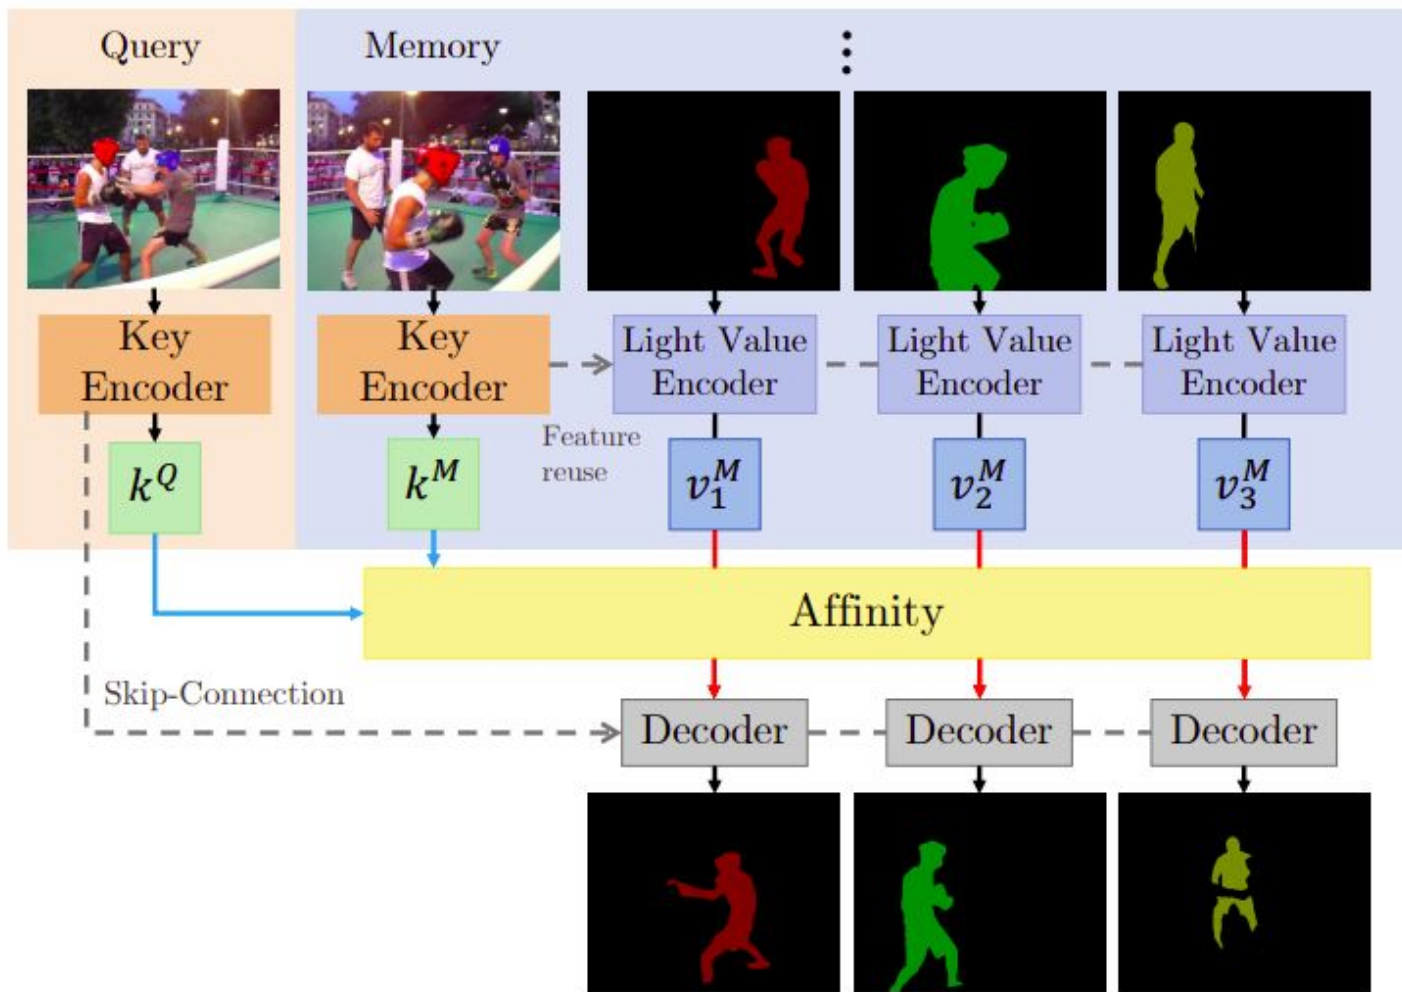 Query
Memory
⋮
Key
Encoder
Key
Encoder
Light Value
Encoder
Light Value
Encoder
Light Value
Encoder
Feature
reuse
k^Q
k^M
v_1^M
v_2^M
v_3^M
Affinity
Skip-Connection
Decoder
Decoder
Decoder